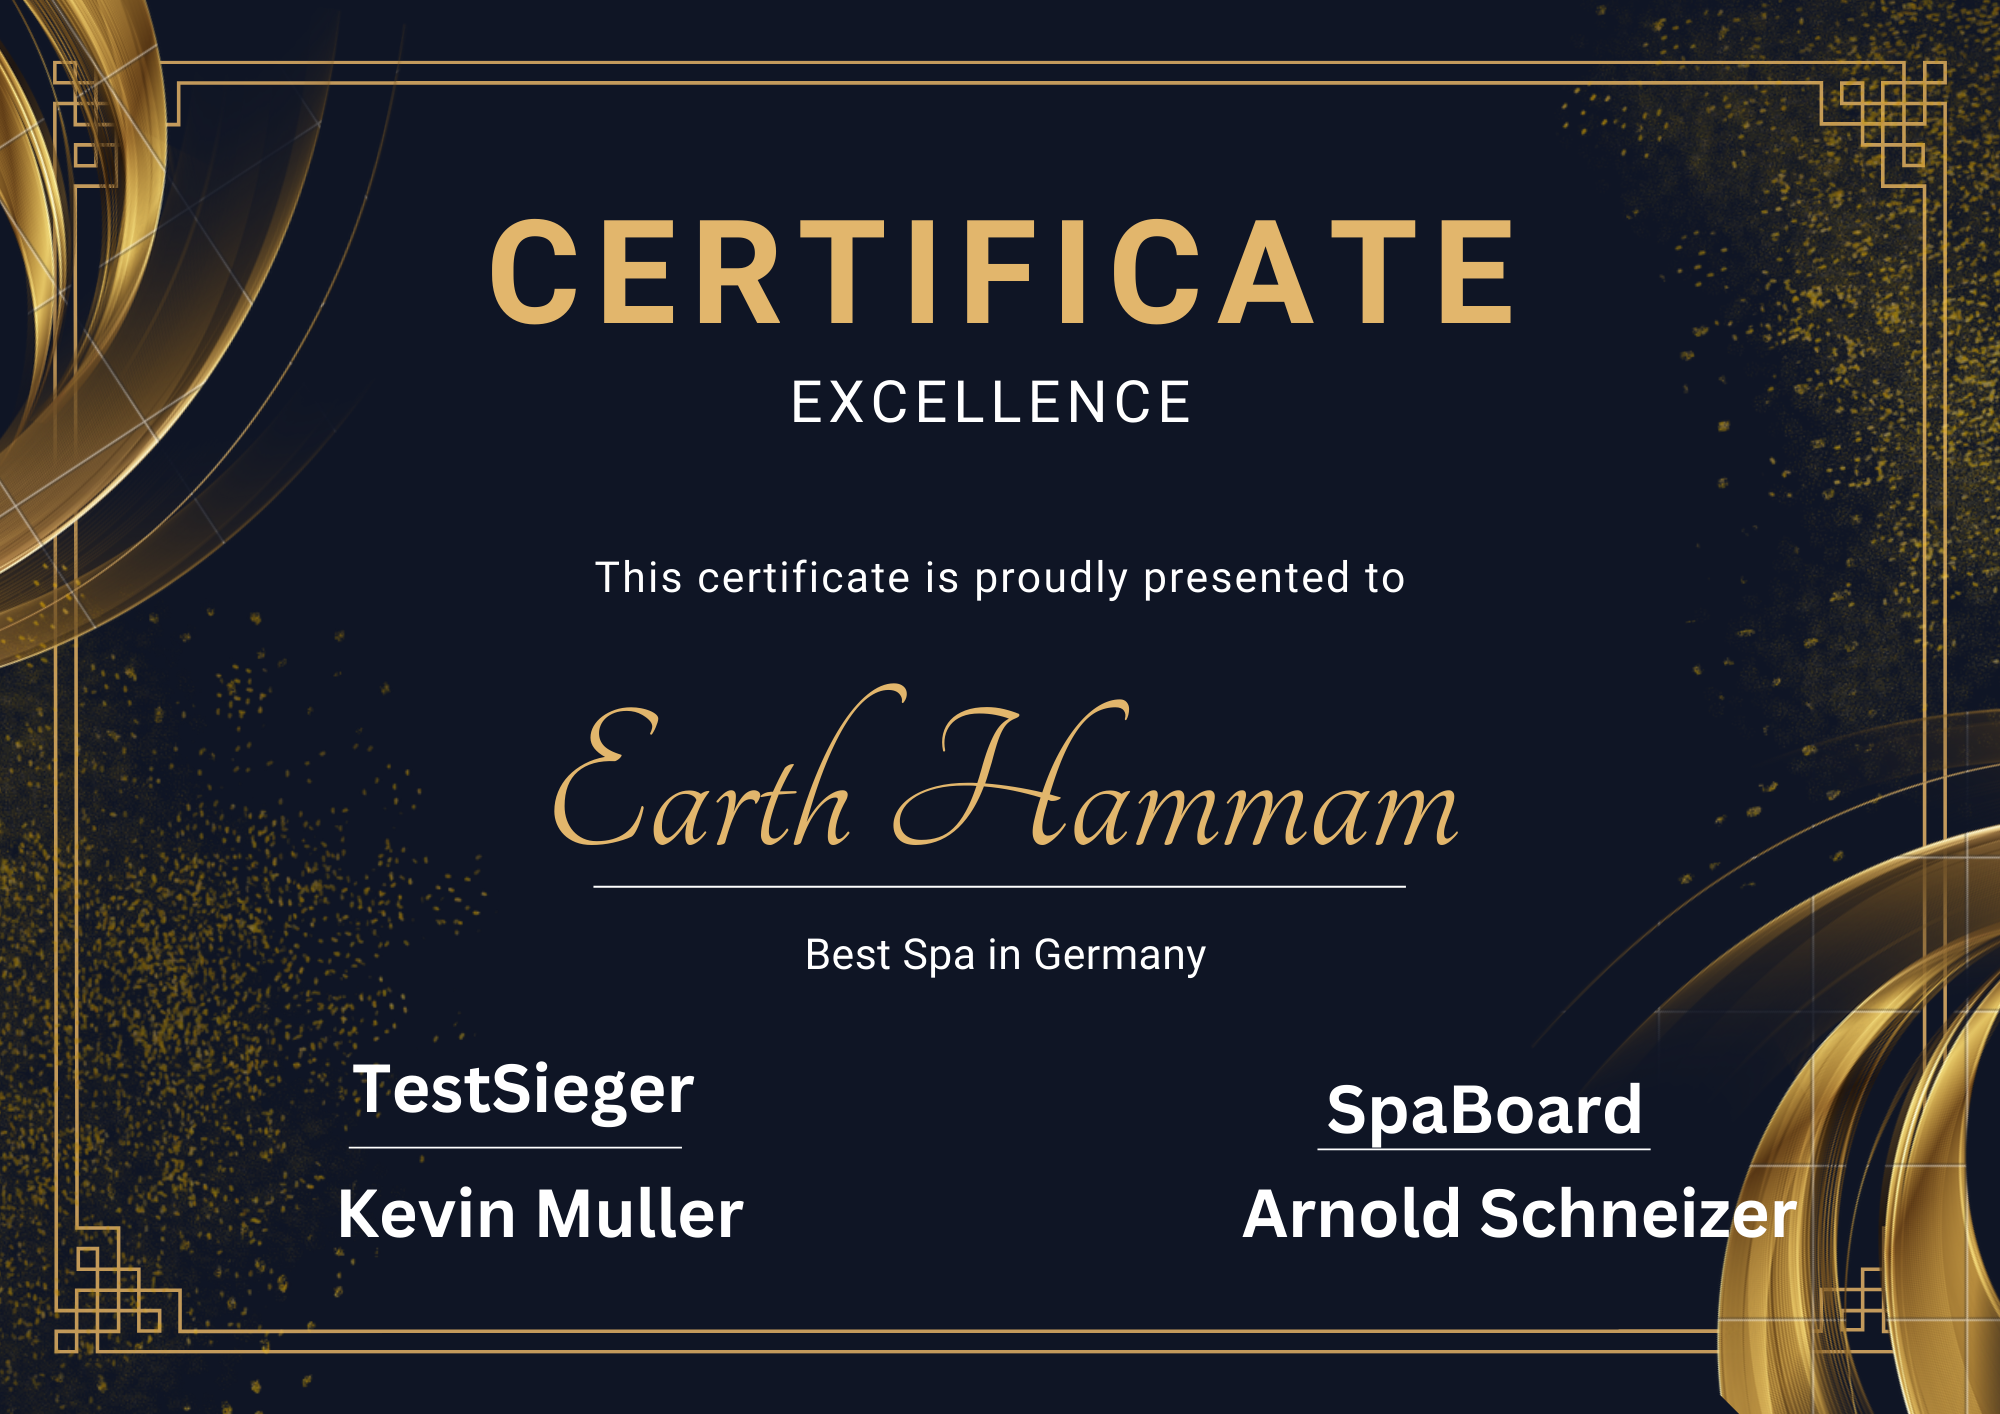 CERTIFICATE
EXCELLENCE
This certificate is proudly presented to
Earth Hammam
Best Spa in Germany
TestSieger
Kevin Muller
SpaBoard
Arnold Schneizer